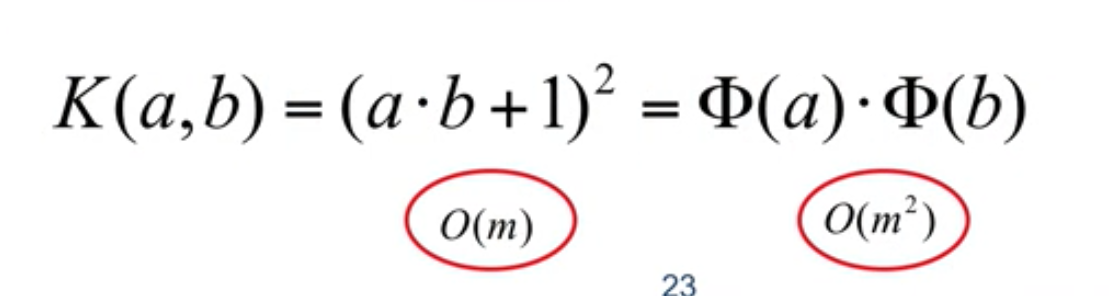 K(a,b) = (a·b+1)² = Φ(a)·Φ(b)
O(m) O(m²)
23